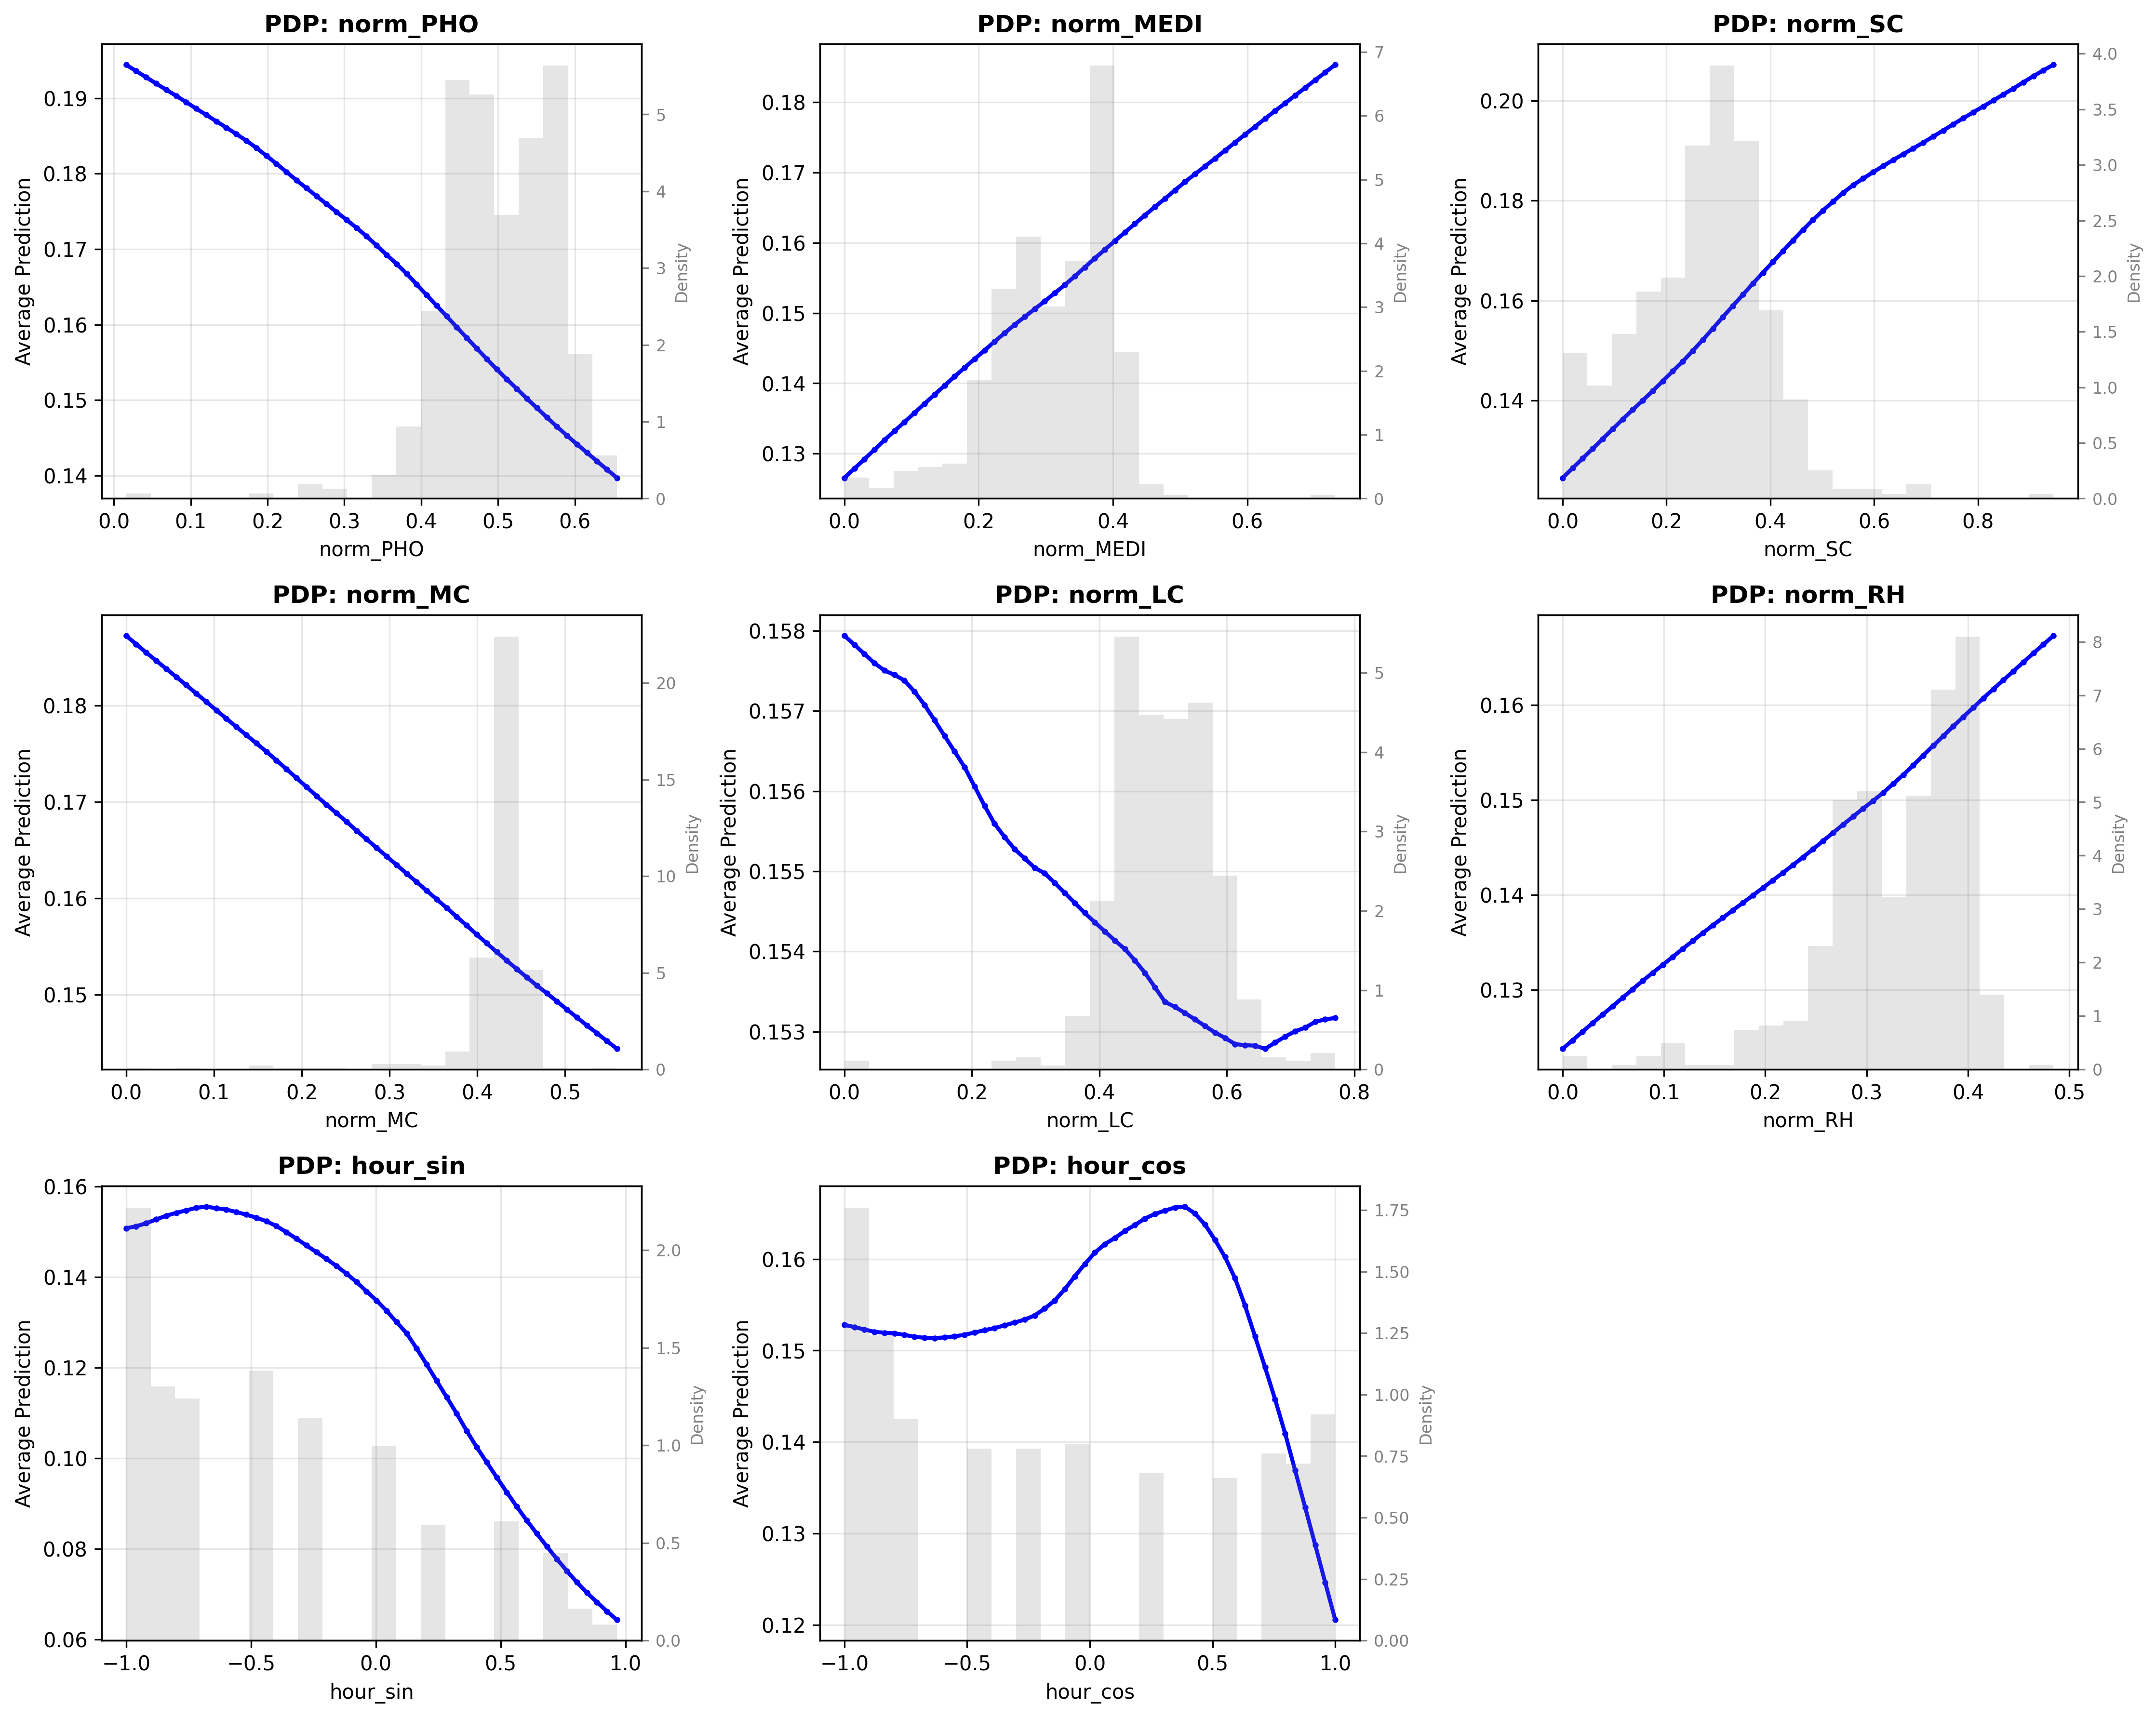 PDP: norm_PHO
Average Prediction
0.19
0.18
0.17
0.16
0.15
0.14
5
4
3
2
1
0
Density
0.0 0.1 0.2 0.3 0.4 0.5 0.6
norm_PHO
PDP: norm_MEDI
Average Prediction
0.18
0.17
0.16
0.15
0.14
0.13
7
6
5
4
3
2
1
0
Density
0.0 0.2 0.4 0.6
norm_MEDI
PDP: norm_SC
Average Prediction
0.20
0.18
0.16
0.14
4.0
3.5
3.0
2.5
2.0
1.5
1.0
0.5
0.0
Density
0.0 0.2 0.4 0.6 0.8
norm_SC
PDP: norm_MC
Average Prediction
0.18
0.17
0.16
0.15
20
15
10
5
0
Density
0.0 0.1 0.2 0.3 0.4 0.5
norm_MC
PDP: norm_LC
Average Prediction
0.158
0.157
0.156
0.155
0.154
0.153
5
4
3
2
1
0
Density
0.0 0.2 0.4 0.6 0.8
norm_LC
PDP: norm_RH
Average Prediction
0.16
0.15
0.14
0.13
8
7
6
5
4
3
2
1
0
Density
0.0 0.1 0.2 0.3 0.4 0.5
norm_RH
PDP: hour_sin
Average Prediction
0.16
0.14
0.12
0.10
0.08
0.06
2.0
1.5
1.0
0.5
0.0
Density
−1.0 −0.5 0.0 0.5 1.0
hour_sin
PDP: hour_cos
Average Prediction
0.16
0.15
0.14
0.13
0.12
1.75
1.50
1.25
1.00
0.75
0.50
0.25
0.00
Density
−1.0 −0.5 0.0 0.5 1.0
hour_cos